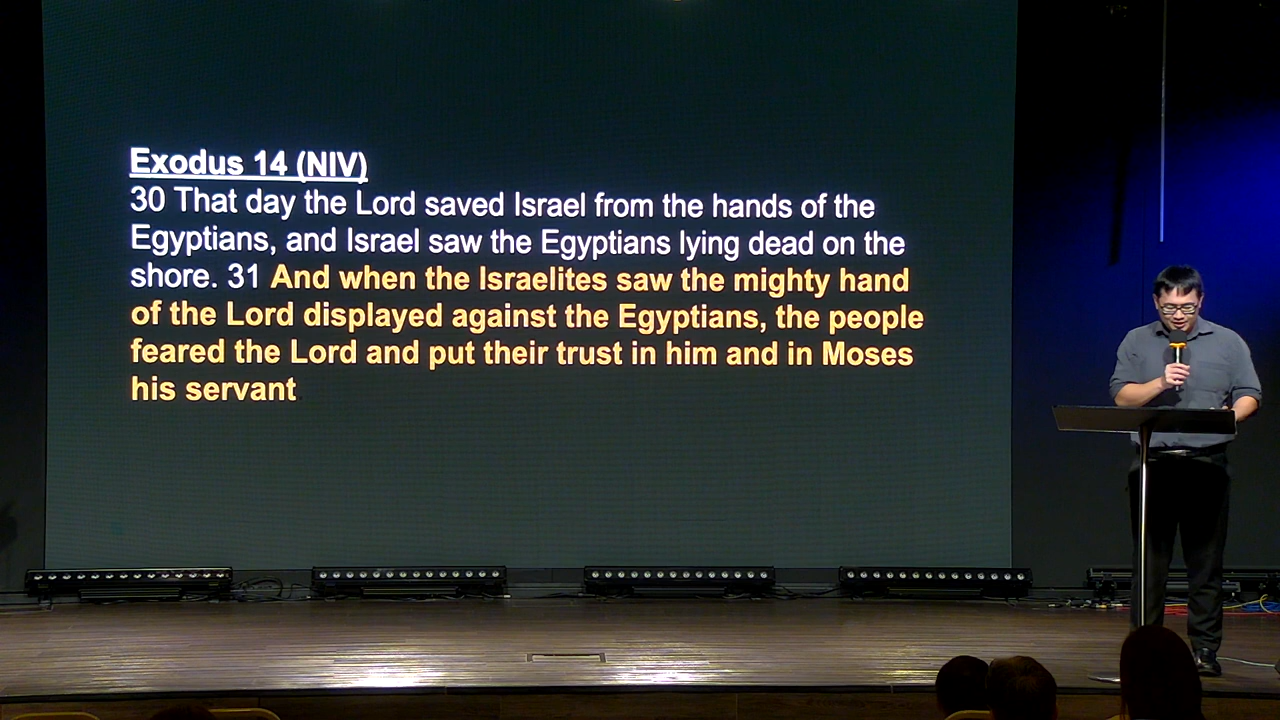 Exodus 14 (NIV)
30 That day the Lord saved Israel from the hands of the
Egyptians, and Israel saw the Egyptians lying dead on the
shore. 31 And when the Israelites saw the mighty hand
of the Lord displayed against the Egyptians, the people
feared the Lord and put their trust in him and in Moses
his servant